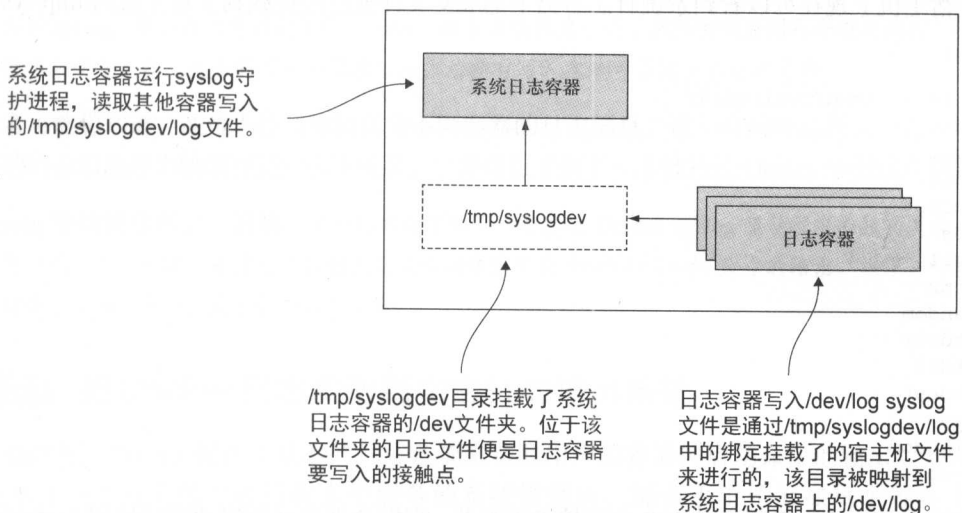 系统日志容器运行syslog守
护进程，读取其他容器写入
的/tmp/syslogdev/log文件。
系统日志容器
/tmp/syslogdev
日志容器
/tmp/syslogdev目录挂载了系统
日志容器的/dev文件夹。位于该
文件夹的日志文件便是日志容器
要写入的接触点。
日志容器写入/dev/log syslog
文件是通过/tmp/syslogdev/log
中的绑定挂载了的宿主机文件
来进行的，该目录被映射到
系统日志容器上的/dev/log。